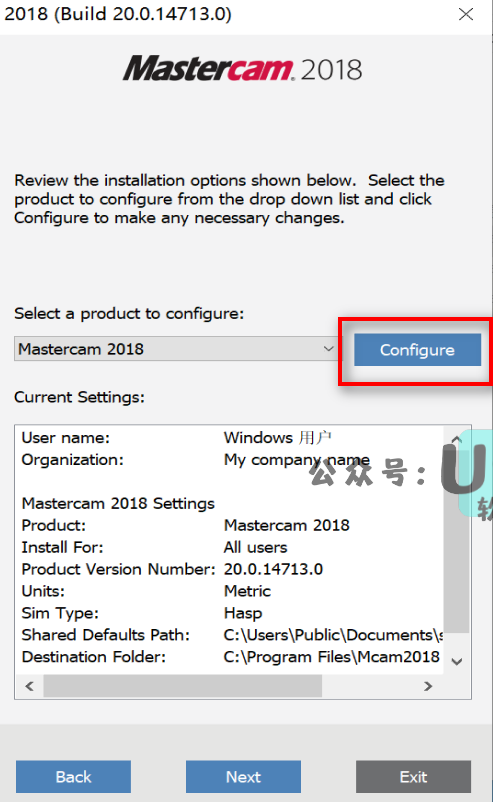 2018 (Build 20.0.14713.0)
Mastercam. 2018
Review the installation options shown below. Select the
product to configure from the drop down list and click
Configure to make any necessary changes.
Select a product to configure:
Mastercam 2018
Configure
Current Settings:
User name: Windows 用户
Organization: My company name
公众号：U
软
Mastercam 2018 Settings
Product: Mastercam 2018
Install For: All users
Product Version Number: 20.0.14713.0
Units: Metric
Sim Type: Hasp
Shared Defaults Path: C:\Users\Public\Documents\s
Destination Folder: C:\Program Files\Mcam2018
Back Next Exit